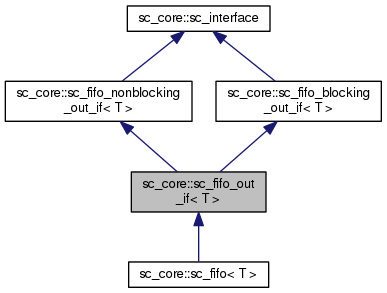 sc_core::sc_interface
sc_core::sc_fifo_nonblocking
_out_if< T >
sc_core::sc_fifo_blocking
_out_if< T >
sc_core::sc_fifo_out
_if< T >
sc_core::sc_fifo< T >